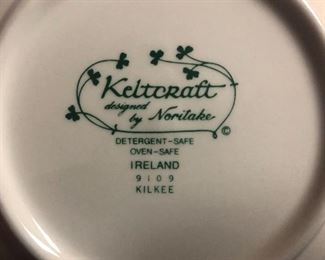 Keltcraft
designed
by Noritake
©
DETERGENT-SAFE
OVEN-SAFE
IRELAND
9109
KILKEE